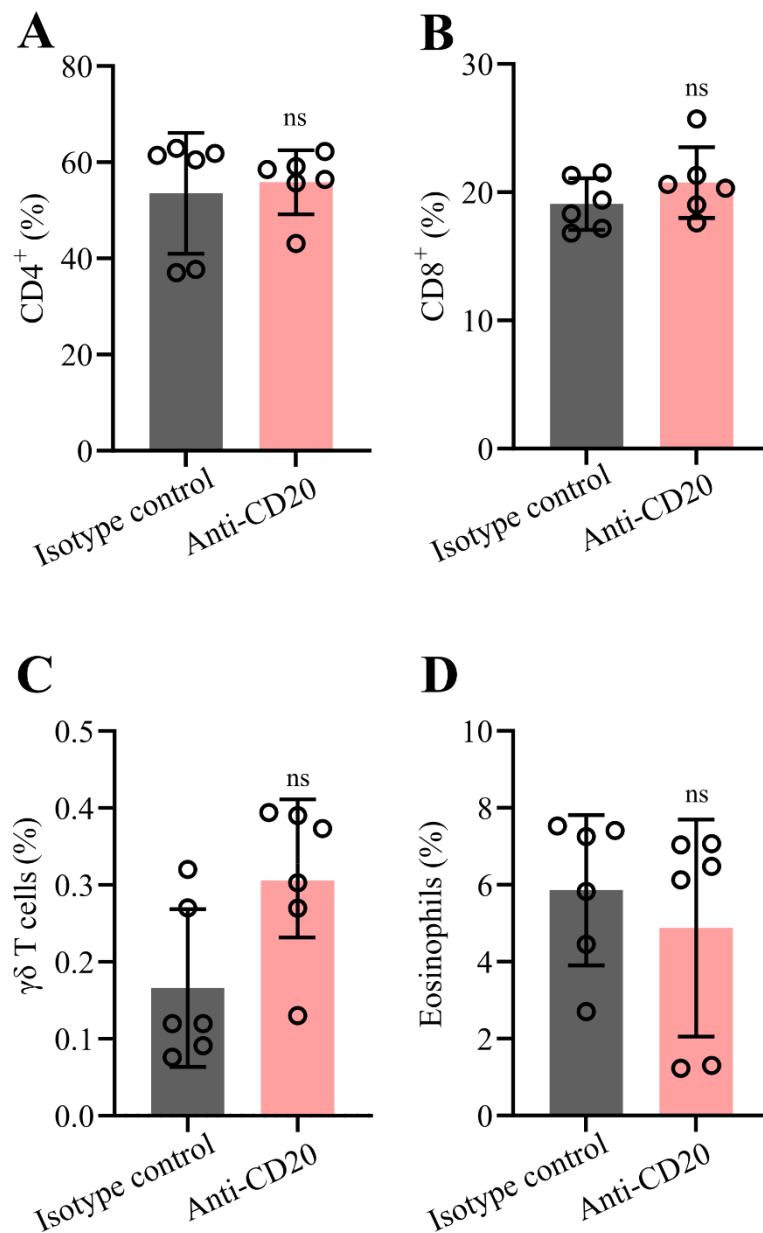 A
CD4⁺ (%)
80
60
40
20
0
ns
Isotype control
Anti-CD20
B
CD8⁺ (%)
30
20
10
0
ns
Isotype control
Anti-CD20
C
γδ T cells (%)
0.5
0.4
0.3
0.2
0.1
0.0
ns
Isotype control
Anti-CD20
D
Eosinophils (%)
10
8
6
4
2
0
ns
Isotype control
Anti-CD20